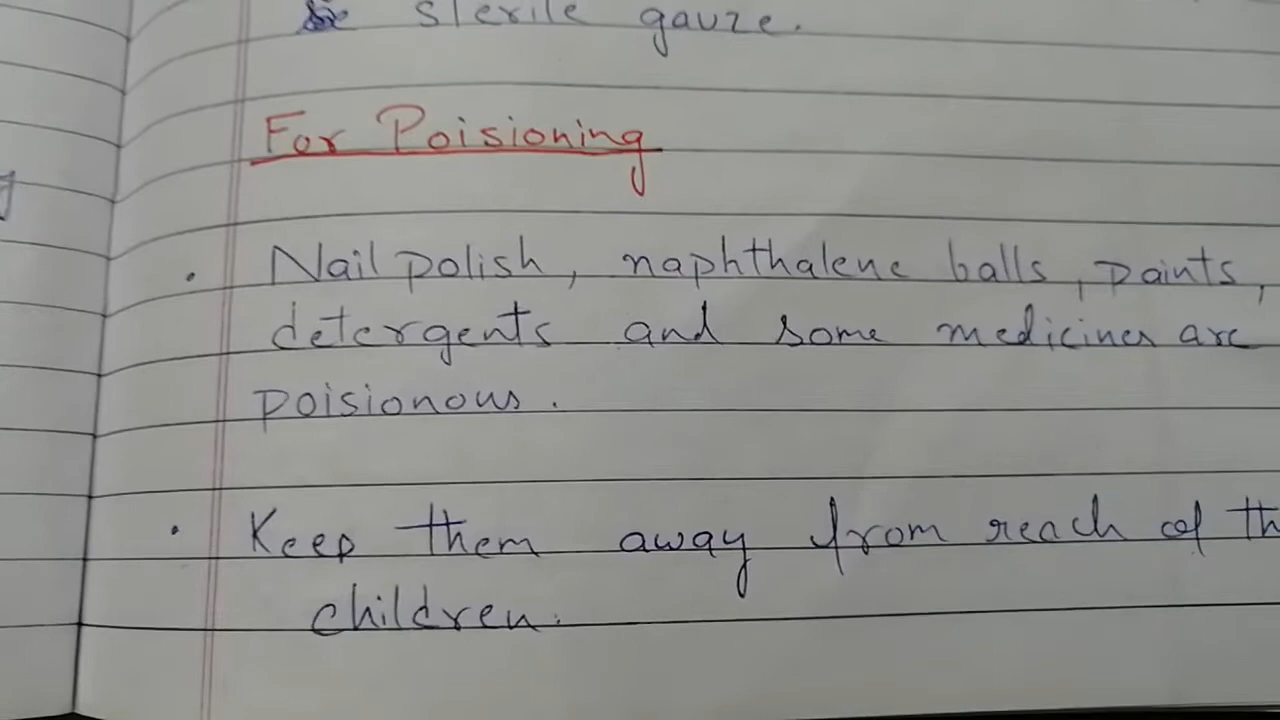 sterile gauze.
For Poisioning
. Nail polish, naphthalene balls, paints,
detergents and some medicines are
poisionous.
. Keep them away from reach of th
children.